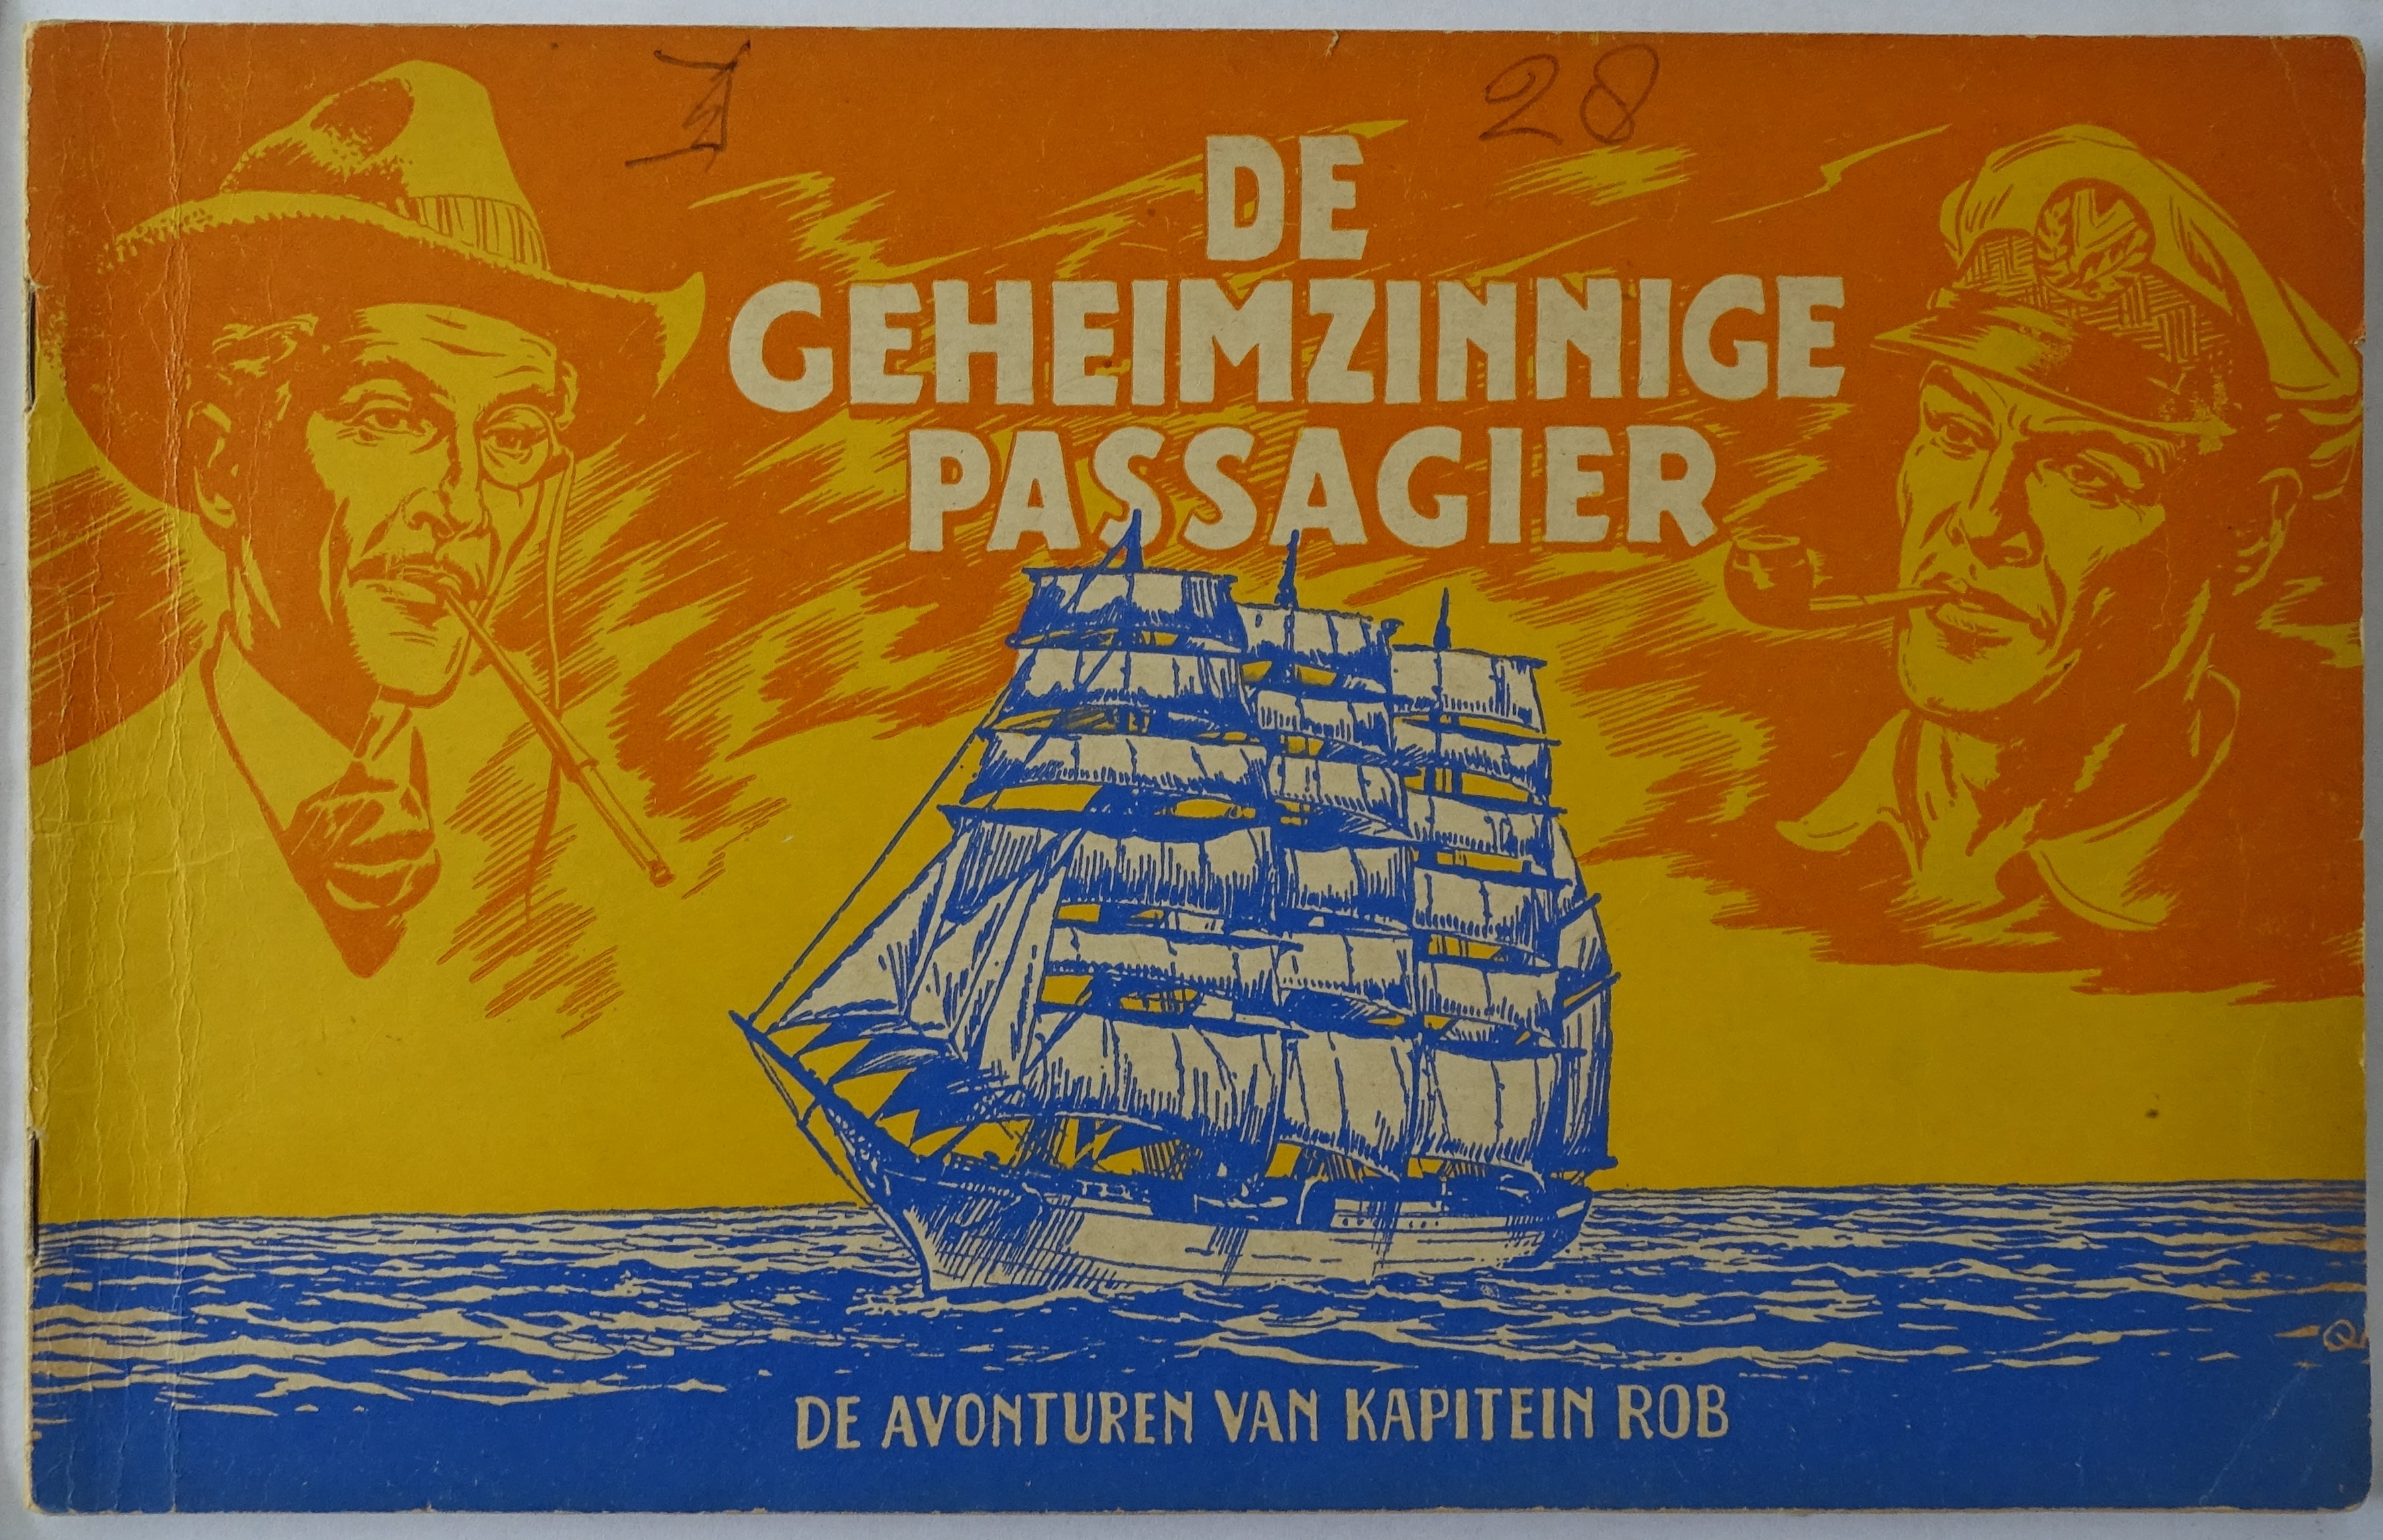 28
DE
GEHEIMZINNIGE
PASSAGIER
DE AVONTUREN VAN KAPITEIN ROB